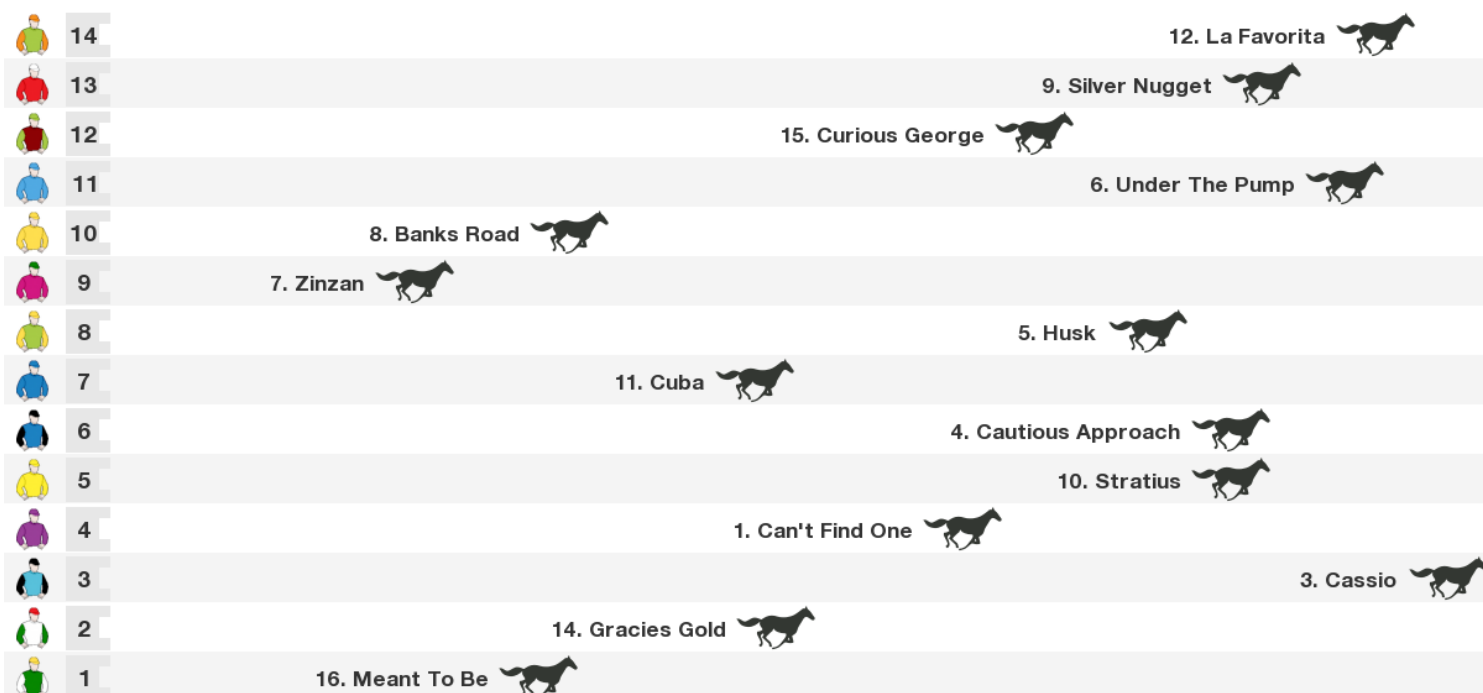 14 12. La Favorita
13 9. Silver Nugget
12 15. Curious George
11 6. Under The Pump
10 8. Banks Road
9 7. Zinzan
8 5. Husk
7 11. Cuba
6 4. Cautious Approach
5 10. Stratius
4 1. Can't Find One
3 3. Cassio
2 14. Gracies Gold
1 16. Meant To Be